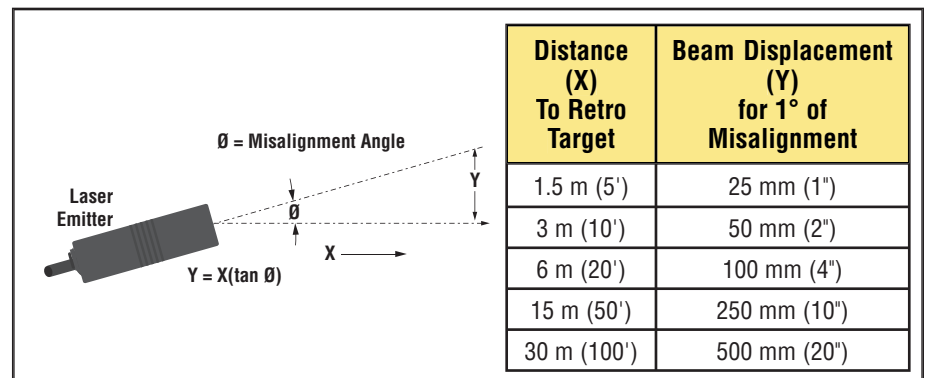 Ø = Misalignment Angle
Laser
Emitter
Ø
Y
X
Y = X(tan Ø)
Distance
(X)
To Retro
Target
Beam Displacement
(Y)
for 1° of
Misalignment
1.5 m (5') 25 mm (1")
3 m (10') 50 mm (2")
6 m (20') 100 mm (4")
15 m (50') 250 mm (10")
30 m (100') 500 mm (20")